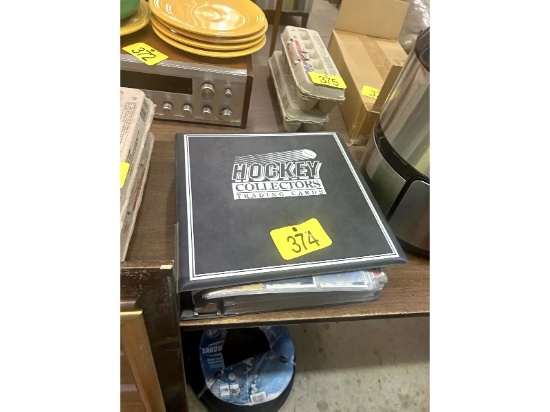 372
375
HOCKEY
COLLECTORS
TRADING CARDS
374